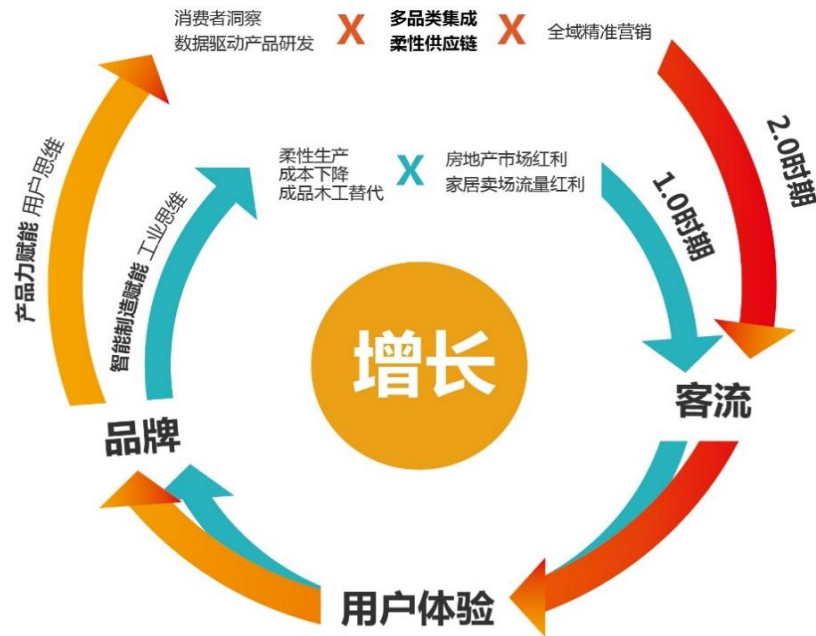 消费者洞察
数据驱动产品研发
X
多品类集成
柔性供应链
X
全域精准营销
产品力赋能 用户思维
2.0时期
柔性生产
成本下降
成品木工替代
X
房地产市场红利
家居卖场流量红利
智能制造赋能 工业思维
1.0时期
增长
客流
品牌
用户体验